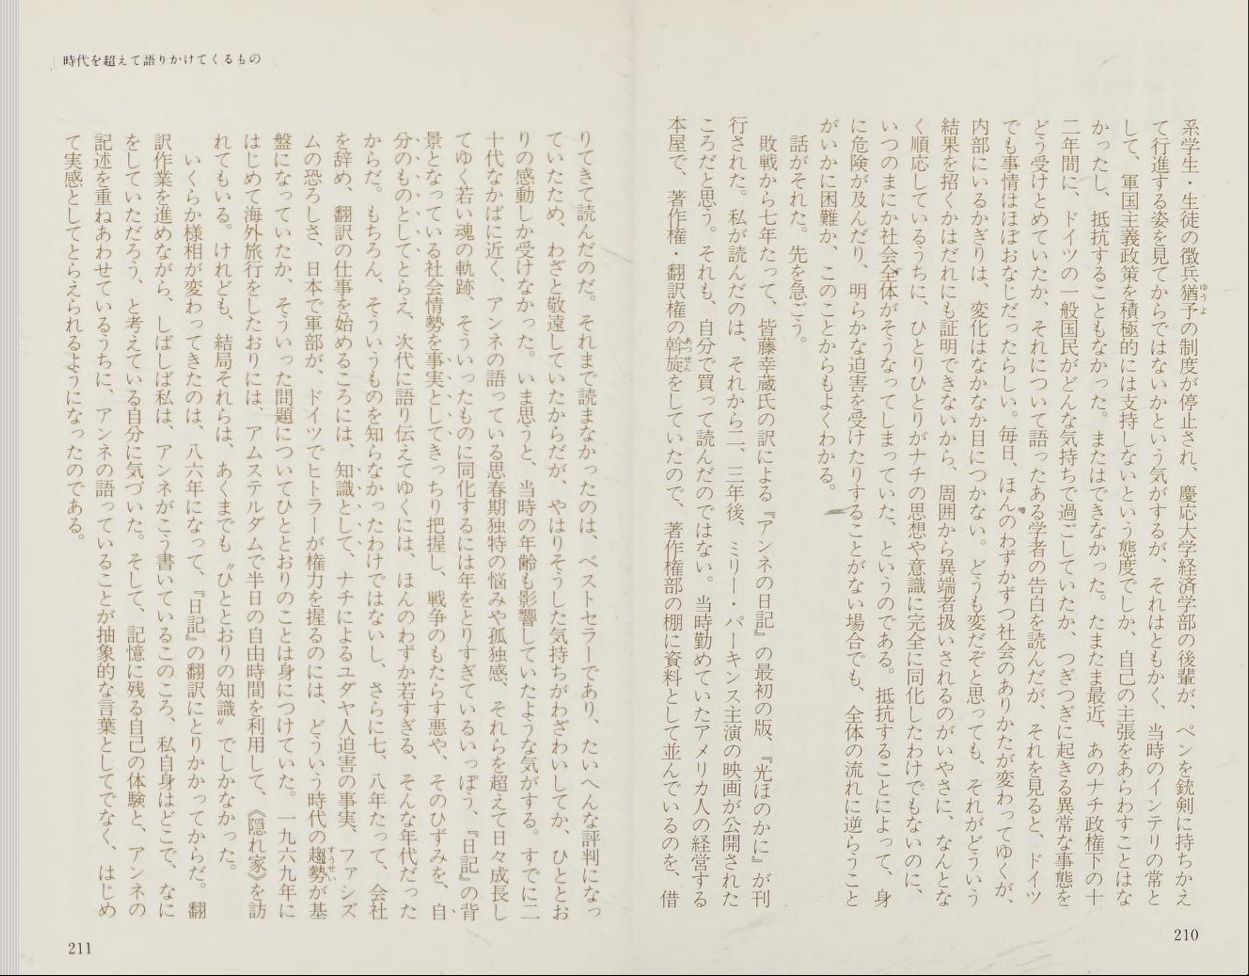 系学生・生徒の徴兵猶予の制度が停止され、慶応大学経済学部の後輩が、ペンを銃剣に持ちかえ
て行進する姿を見てからではないかという気がするが、それはともかく、当時のインテリの常と
して、軍国主義政策を積極的には支持しないという態度でしか、自己の主張をあらわすことはな
かったし、抵抗することもなかった。またはできなかった。たまたま最近、あのナチ政権下の十
二年間に、ドイツの一般国民がどんな気持ちで過ごしていたか、つぎつぎに起きる異常な事態を
どう受けとめていたか、それについて語ったある学者の告白を読んだが、それを見ると、ドイツ
でも事情はほぼおなじだったらしい。毎日、ほんのわずかずつ社会のありかたが変わってゆくが、
内部にいるかぎりは、変化はなかなか目につかない。どうも変だぞと思っても、それがどういう
結果を招くかはだれにも証明できないから、周囲から異端者扱いされるのがいやさに、なんとな
く順応しているうちに、ひとりひとりがナチの思想や意識に完全に同化したわけでもないのに、
いつのまにか社会全体がそうなってしまっていた、というのである。抵抗することによって、身
に危険が及んだり、明らかな迫害を受けたりすることがない場合でも、全体の流れに逆らうこと
がいかに困難か、このことからもよくわかる。
話がそれた。先を急ごう。
敗戦から七年たって、皆藤幸蔵氏の訳による『アンネの日記』の最初の版、『光ほのかに』が刊
行された。私が読んだのは、それから二、三年後、ミリー・パーキンス主演の映画が公開された
ころだと思う。それも、自分で買って読んだのではない。当時勤めていたアメリカ人の経営する
本屋で、著作権・翻訳権の斡旋をしていたので、著作権部の棚に資料として並んでいるのを、借
210
時代を超えて語りかけてくるもの
りてきて読んだのだ。それまで読まなかったのは、ベストセラーであり、たいへんな評判になっ
ていたため、わざと敬遠していたからだが、やはりそうした気持ちがわざわいしてか、ひととお
りの感動しか受けなかった。いま思うと、当時の年齢も影響していたような気がする。すでに二
十代なかばに近く、アンネの語っている思春期独特の悩みや孤独感、それらを超えて日々成長し
てゆく若い魂の軌跡、そういったものに同化するには年をとりすぎているいっぽう、『日記』の背
景となっている社会情勢を事実としてきっちり把握し、戦争のもたらす悪や、そのひずみを、自
分のものとしてとらえ、次代に語り伝えてゆくには、ほんのわずか若すぎる、そんな年代だった
からだ。もちろん、そういうものを知らなかったわけではないし、さらに七、八年たって、会社
を辞め、翻訳の仕事を始めるころには、知識として、ナチによるユダヤ人迫害の事実、ファシズ
ムの恐ろしさ、日本で軍部が、ドイツでヒトラーが権力を握るのには、どういう時代の趨勢が基
盤になっていたか、そういった問題についてひととおりのことは身につけていた。一九六九年に
はじめて海外旅行をしたおりには、アムステルダムで半日の自由時間を利用して、《隠れ家》を訪
れてもいる。けれども、結局それらは、あくまでも〝ひととおりの知識〟でしかなかった。
いくらか様相が変わってきたのは、八六年になって、『日記』の翻訳にとりかかってからだ。翻
訳作業を進めながら、しばしば私は、アンネがこう書いているこのころ、私自身はどこで、なに
をしていただろう、と考えている自分に気づいた。そして、記憶に残る自己の体験と、アンネの
記述を重ねあわせているうちに、アンネの語っていることが抽象的な言葉としてでなく、はじめ
て実感としてとらえられるようになったのである。
211